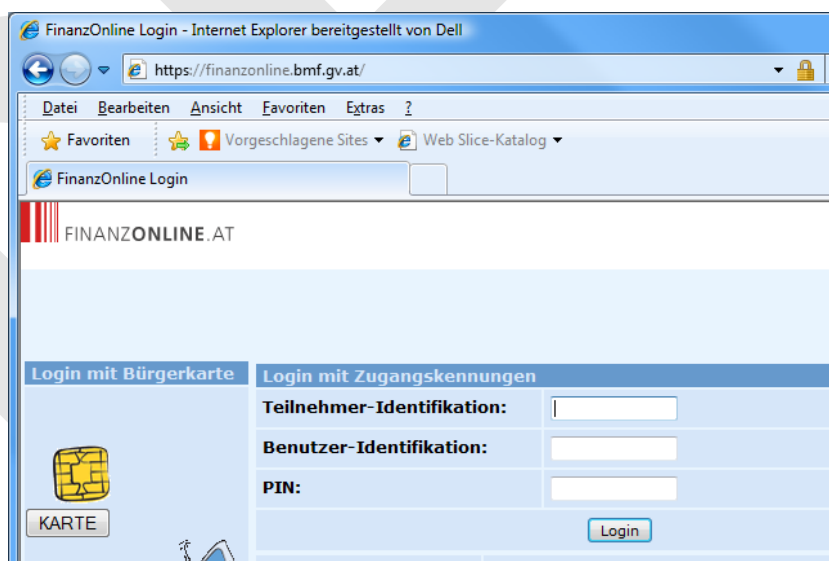 FinanzOnline Login - Internet Explorer bereitgestellt von Dell
https://finanzonline.bmf.gv.at/
Datei Bearbeiten Ansicht Favoriten Extras ?
Favoriten Vorgeschlagene Sites Web Slice-Katalog
FinanzOnline Login
FINANZONLINE.AT
Login mit Bürgerkarte Login mit Zugangskennungen
Teilnehmer-Identifikation:
Benutzer-Identifikation:
PIN:
KARTE
Login